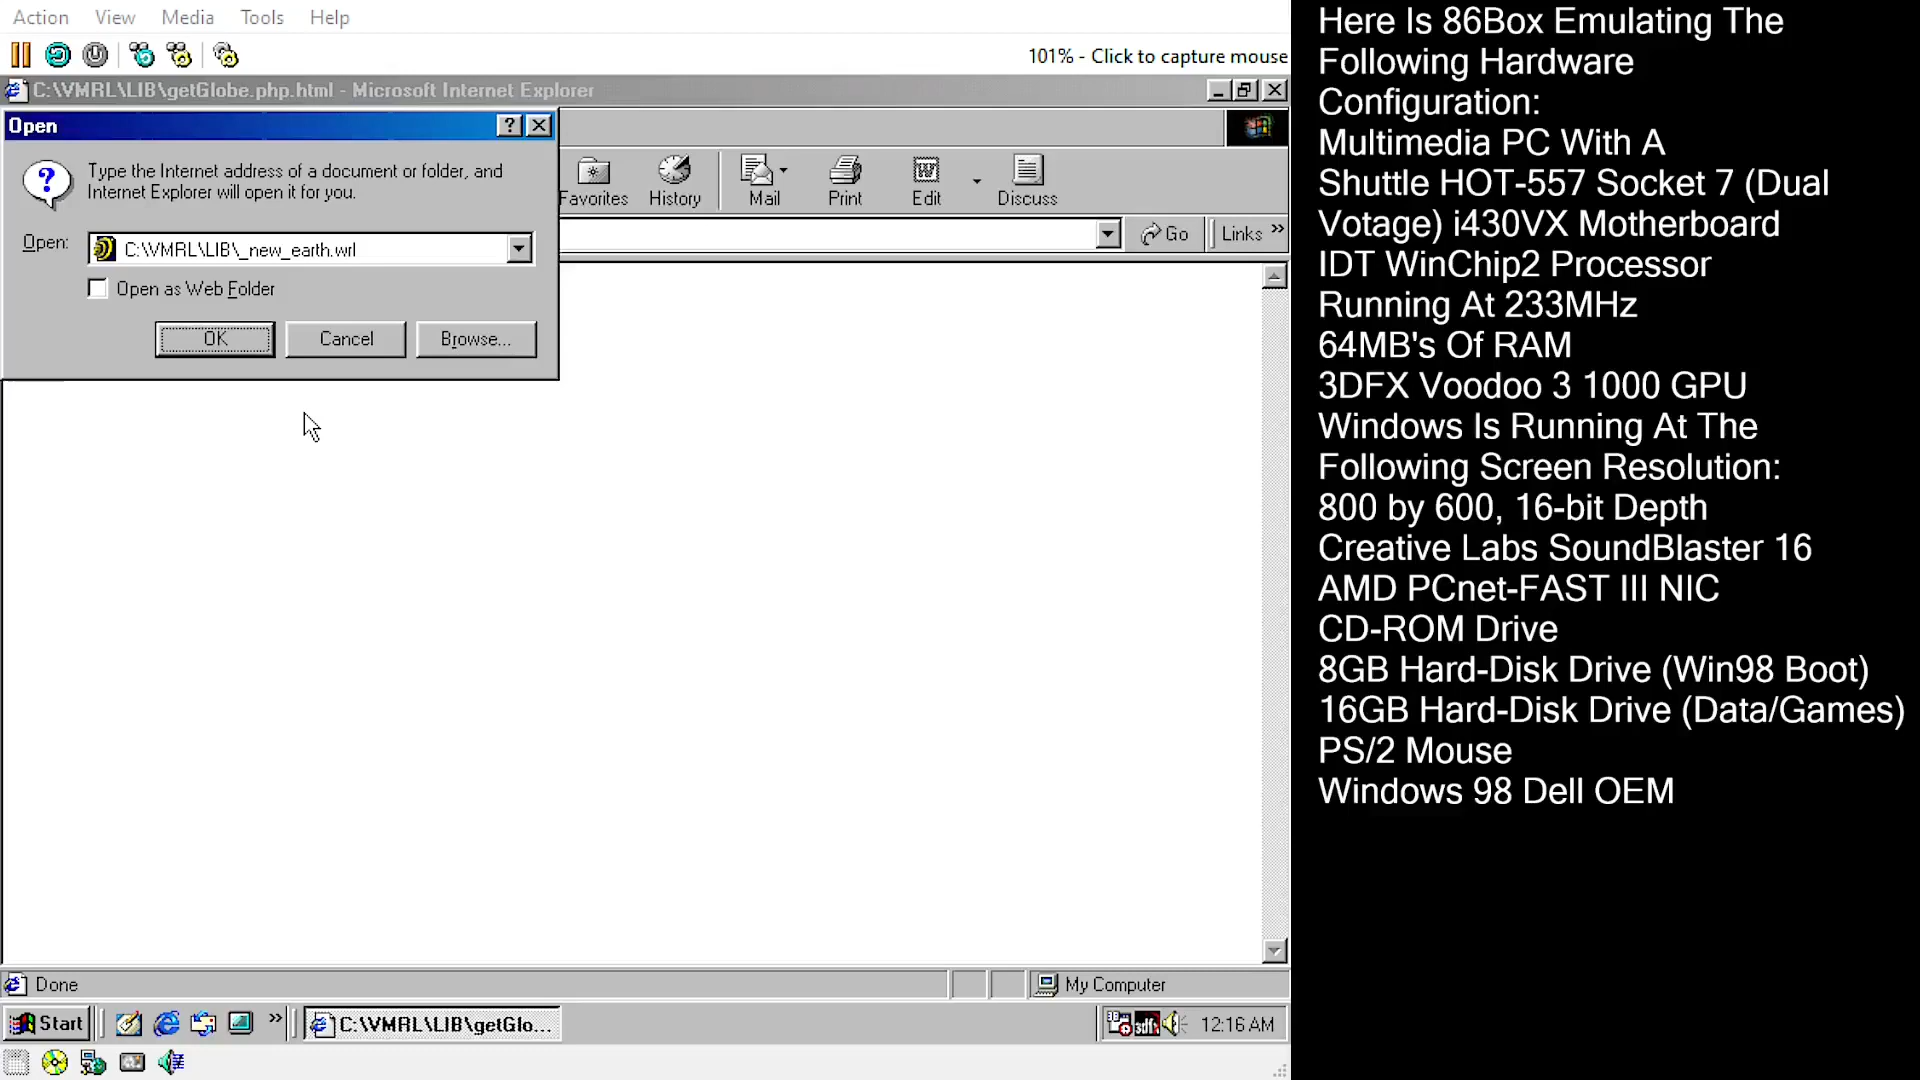 Action View Media Tools Help
101% - Click to capture mouse
C:\VMRL\LIB\getGlobe.php.html - Microsoft Internet Explorer
Open
Type the Internet address of a document or folder, and
Internet Explorer will open it for you.
Open: C:\VMRL\LIB\_new_earth.wrl
Open as Web Folder
OK Cancel Browse...
Favorites History Mail Print Edit Discuss
Go Links »
Done
My Computer
Start » C:\VMRL\LIB\getGlo... 3dfx 12:16 AM
Here Is 86Box Emulating The
Following Hardware
Configuration:
Multimedia PC With A
Shuttle HOT-557 Socket 7 (Dual
Votage) i430VX Motherboard
IDT WinChip2 Processor
Running At 233MHz
64MB's Of RAM
3DFX Voodoo 3 1000 GPU
Windows Is Running At The
Following Screen Resolution:
800 by 600, 16-bit Depth
Creative Labs SoundBlaster 16
AMD PCnet-FAST III NIC
CD-ROM Drive
8GB Hard-Disk Drive (Win98 Boot)
16GB Hard-Disk Drive (Data/Games)
PS/2 Mouse
Windows 98 Dell OEM